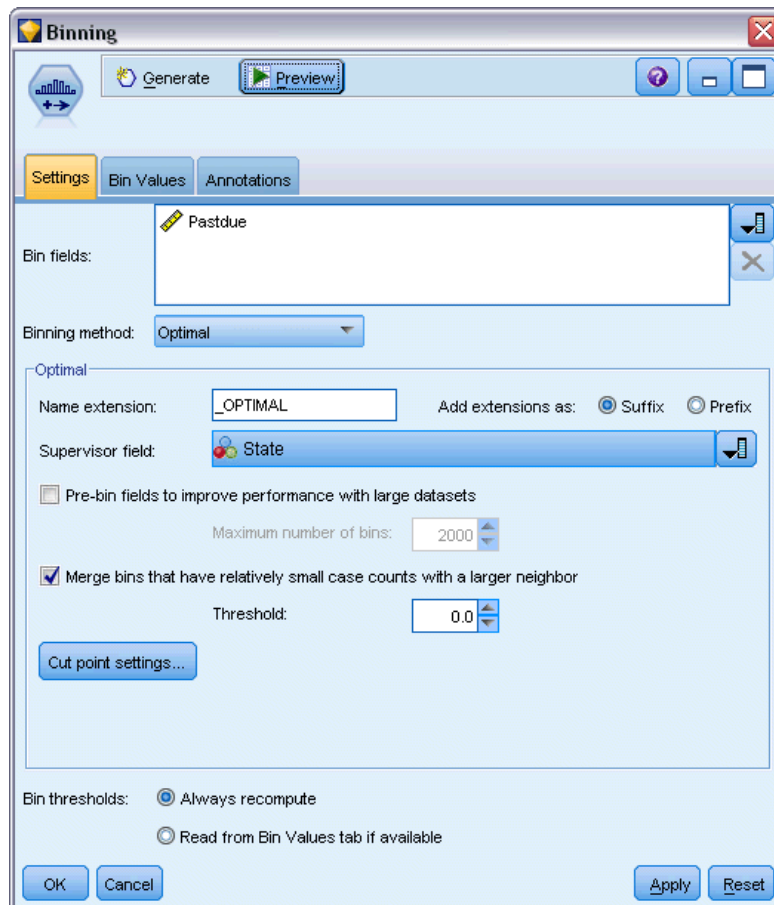 Binning
Generate Preview
Settings Bin Values Annotations
Bin fields: Pastdue
Binning method: Optimal
Optimal
Name extension: _OPTIMAL Add extensions as: Suffix Prefix
Supervisor field: State
Pre-bin fields to improve performance with large datasets
Maximum number of bins: 2000
Merge bins that have relatively small case counts with a larger neighbor
Threshold: 0.0
Cut point settings...
Bin thresholds: Always recompute
Read from Bin Values tab if available
OK Cancel Apply Reset